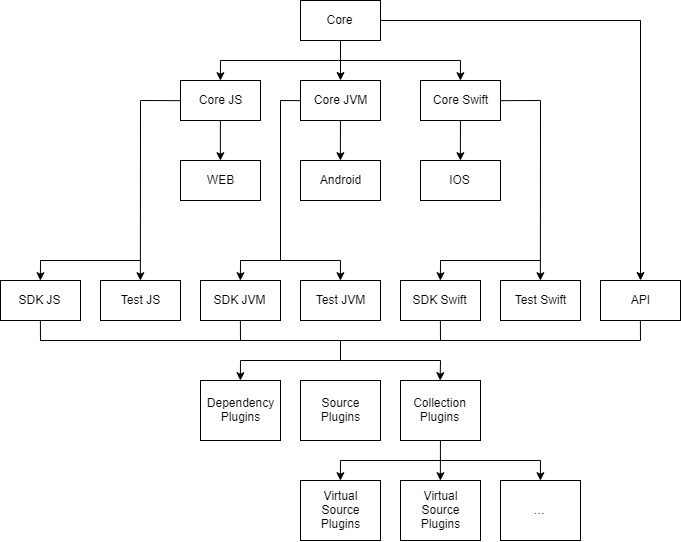 Core
Core JS
Core JVM
Core Swift
WEB
Android
IOS
SDK JS
Test JS
SDK JVM
Test JVM
SDK Swift
Test Swift
API
Dependency
Plugins
Source
Plugins
Collection
Plugins
Virtual
Source
Plugins
Virtual
Source
Plugins
...